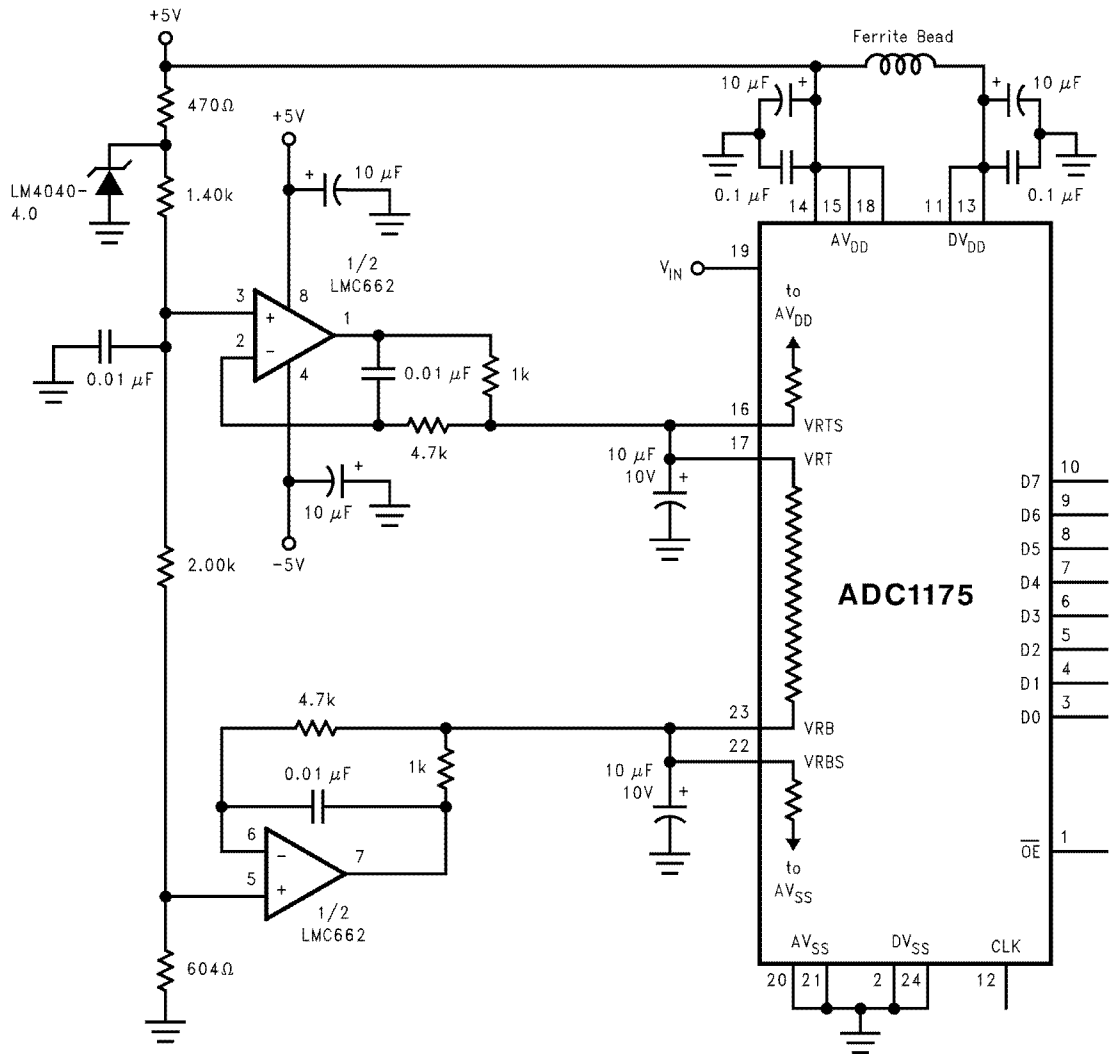 +5V
Ferrite Bead
10 μF +
+ 10 μF
470Ω
+5V
LM4040-
4.0
1.40k
+ 10 μF
0.1 μF
0.1 μF
14 15 18 11 13
AVDD DVDD
VIN 19
1/2
LMC662
3 + 8 1
2 − 4
0.01 μF
0.01 μF
1k
4.7k
to
AVDD
16 VRTS
17 VRT
10 μF
10V +
10 μF +
-5V
2.00k
D7 10
D6 9
D5 8
D4 7
D3 6
D2 5
D1 4
D0 3
ADC1175
4.7k
23 VRB
22 VRBS
1k
0.01 μF
10 μF
10V +
6 − 7
5 +
1/2
LMC662
to
AVSS
OE 1
604Ω
AVSS DVSS CLK
20 21 2 24 12